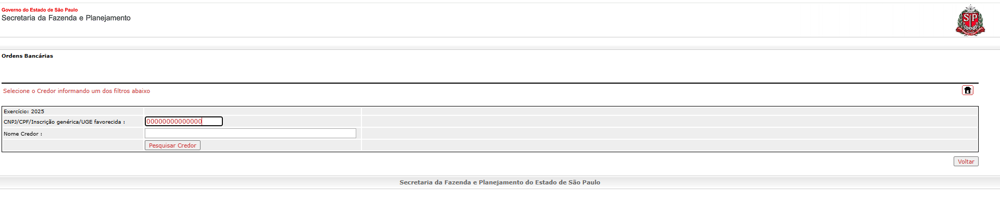 Governo do Estado de São Paulo
Secretaria da Fazenda e Planejamento
SP
Ordens Bancárias
Selecione o Credor informando um dos filtros abaixo
Exercício: 2025
CNPJ/CPF/Inscrição genérica/UGE favorecida :
00000000000000
Nome Credor :
Pesquisar Credor
Voltar
Secretaria da Fazenda e Planejamento do Estado de São Paulo